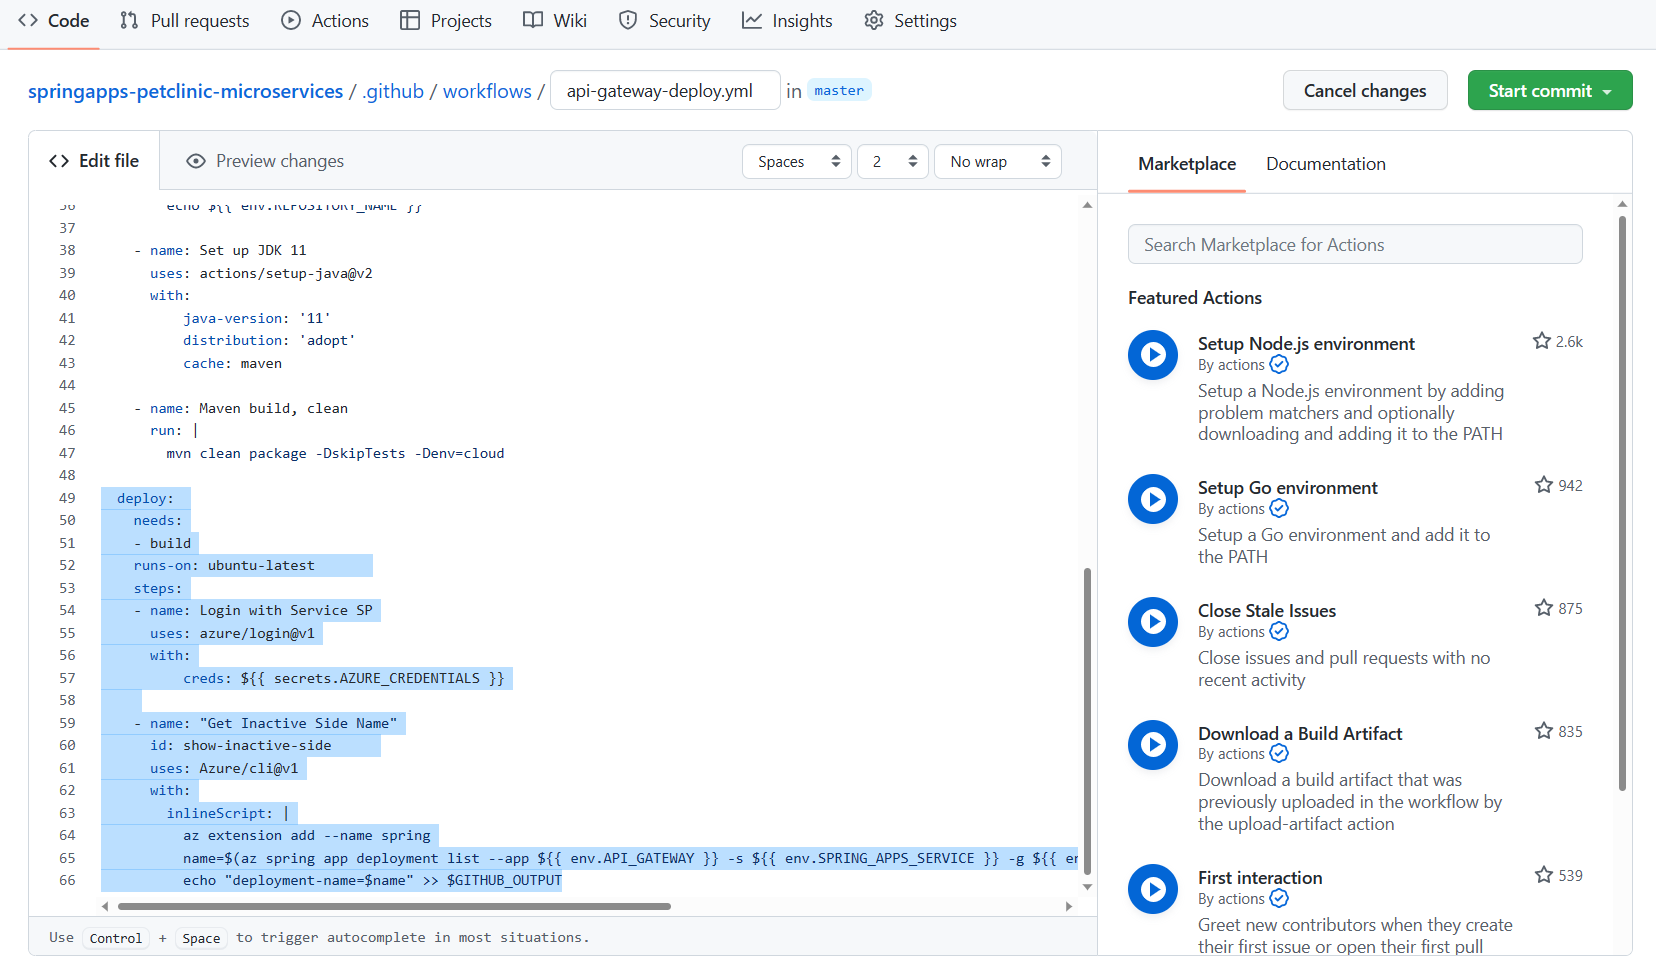 Code
Pull requests
Actions
Projects
Wiki
Security
Insights
Settings
springapps-petclinic-microservices / .github / workflows / api-gateway-deploy.yml in master
Cancel changes
Start commit
Edit file
Preview changes
Spaces
2
No wrap
36 echo ${{ env.REPOSITORY_NAME }}
37
38 - name: Set up JDK 11
39 uses: actions/setup-java@v2
40 with:
41 java-version: '11'
42 distribution: 'adopt'
43 cache: maven
44
45 - name: Maven build, clean
46 run: |
47 mvn clean package -DskipTests -Denv=cloud
48
49 deploy:
50 needs:
51 - build
52 runs-on: ubuntu-latest
53 steps:
54 - name: Login with Service SP
55 uses: azure/login@v1
56 with:
57 creds: ${{ secrets.AZURE_CREDENTIALS }}
58
59 - name: "Get Inactive Side Name"
60 id: show-inactive-side
61 uses: Azure/cli@v1
62 with:
63 inlineScript: |
64 az extension add --name spring
65 name=$(az spring app deployment list --app ${{ env.API_GATEWAY }} -s ${{ env.SPRING_APPS_SERVICE }} -g ${{
66 echo "deployment-name=$name" >> $GITHUB_OUTPUT
Use Control + Space to trigger autocomplete in most situations.
Marketplace
Documentation
Search Marketplace for Actions
Featured Actions
Setup Node.js environment
2.6k
By actions
Setup a Node.js environment by adding
problem matchers and optionally
downloading and adding it to the PATH
Setup Go environment
942
By actions
Setup a Go environment and add it to
the PATH
Close Stale Issues
875
By actions
Close issues and pull requests with no
recent activity
Download a Build Artifact
835
By actions
Download a build artifact that was
previously uploaded in the workflow by
the upload-artifact action
First interaction
539
By actions
Greet new contributors when they create
their first issue or open their first pull